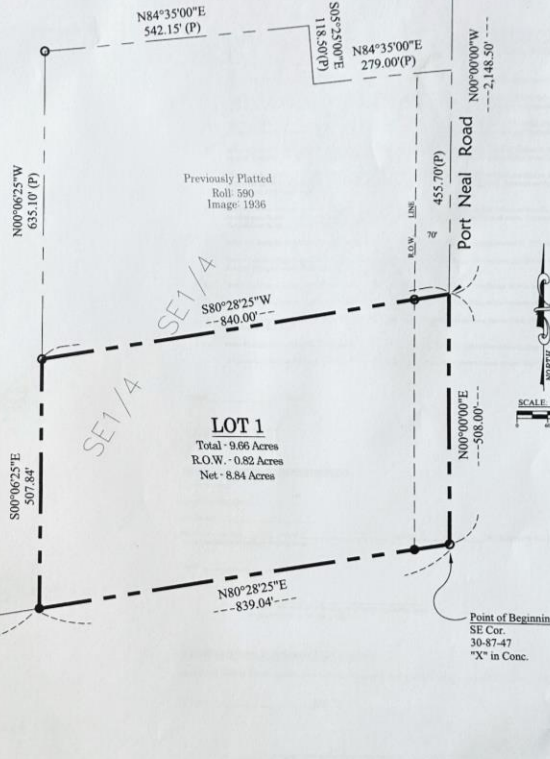 N84°35'00"E
542.15' (P)
S05°25'00"E
118.50'(P)
N84°35'00"E
279.00'(P)
N00°00'00"W
---2,148.50'---
N00°06'25"W
635.10' (P)
Previously Platted
Roll: 590
Image: 1936
R.O.W. LINE
70'
455.70'(P)
Port Neal Road
SE1/4
S80°28'25"W
--840.00'---
SE1/4
NORTH
SCALE:
LOT 1
Total - 9.66 Acres
R.O.W. - 0.82 Acres
Net - 8.84 Acres
N00°00'00"E
---508.00'---
S00°06'25"E
507.84'
N80°28'25"E
---839.04'---
Point of Beginnin
SE Cor.
30-87-47
"X" in Conc.